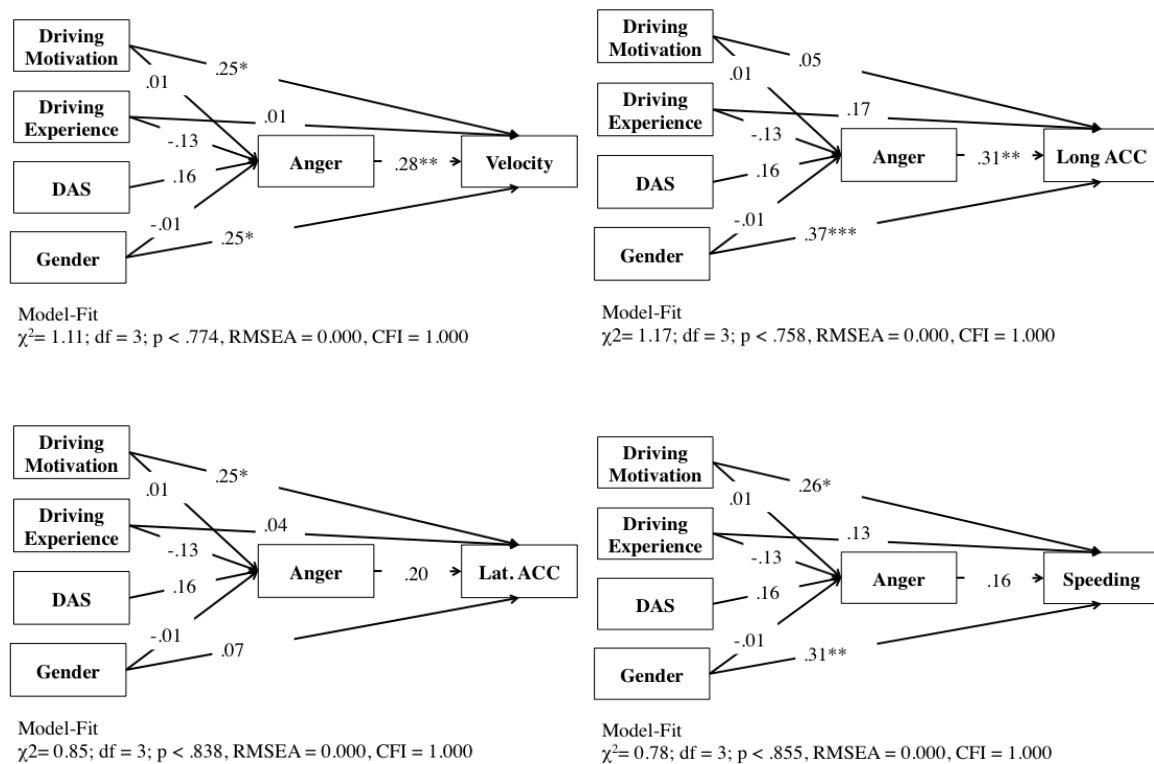 Driving
Motivation
.25*
.01
Driving
Experience
.01
-.13
Anger
.28**
Velocity
DAS
.16
-.01
Gender
.25*
Model-Fit
χ²= 1.11; df = 3; p < .774, RMSEA = 0.000, CFI = 1.000
Driving
Motivation
.05
.01
Driving
Experience
.17
-.13
Anger
.31**
Long ACC
DAS
.16
-.01
Gender
.37***
Model-Fit
χ2= 1.17; df = 3; p < .758, RMSEA = 0.000, CFI = 1.000
Driving
Motivation
.25*
.01
Driving
Experience
.04
-.13
Anger
.20
Lat. ACC
DAS
.16
-.01
Gender
.07
Model-Fit
χ2= 0.85; df = 3; p < .838, RMSEA = 0.000, CFI = 1.000
Driving
Motivation
.26*
.01
Driving
Experience
.13
-.13
Anger
.16
Speeding
DAS
.16
-.01
Gender
.31**
Model-Fit
χ²= 0.78; df = 3; p < .855, RMSEA = 0.000, CFI = 1.000